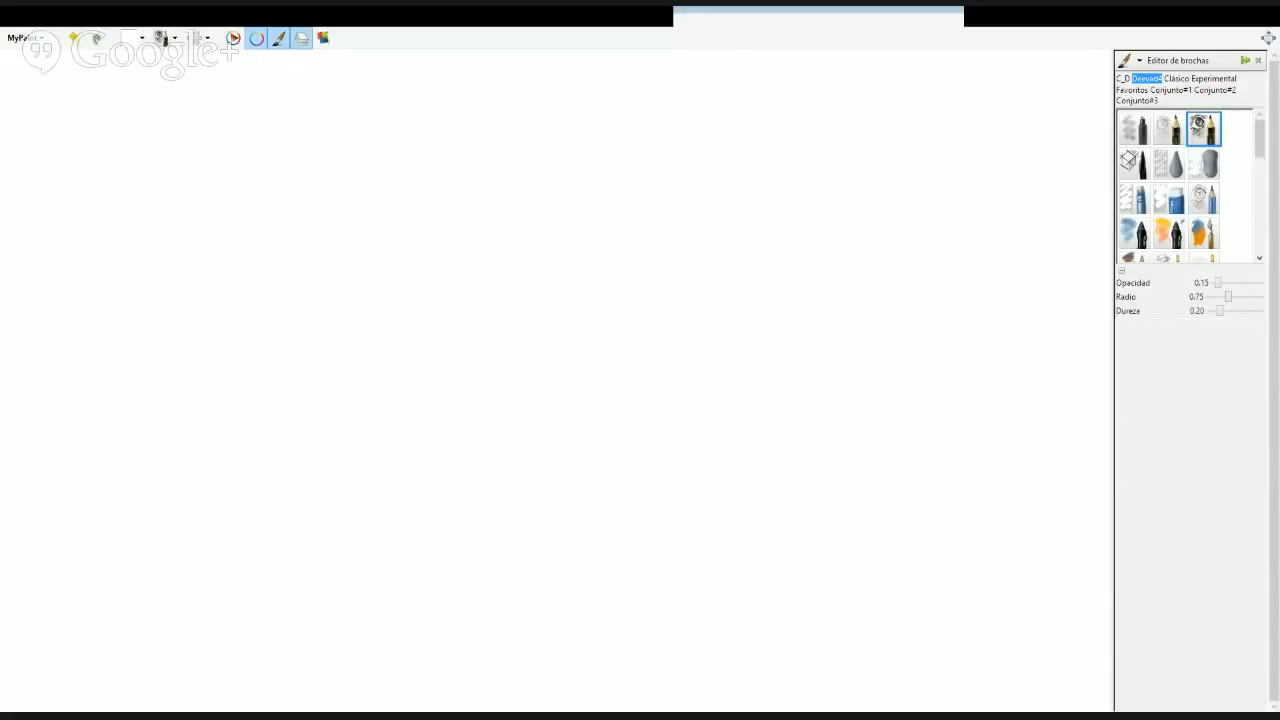 MyPaint
Google+
Editor de brochas
C_D Deevad4 Clásico Experimental
Favoritos Conjunto#1 Conjunto#2
Conjunto#3
Opacidad 0.15
Radio 0.75
Dureza 0.20